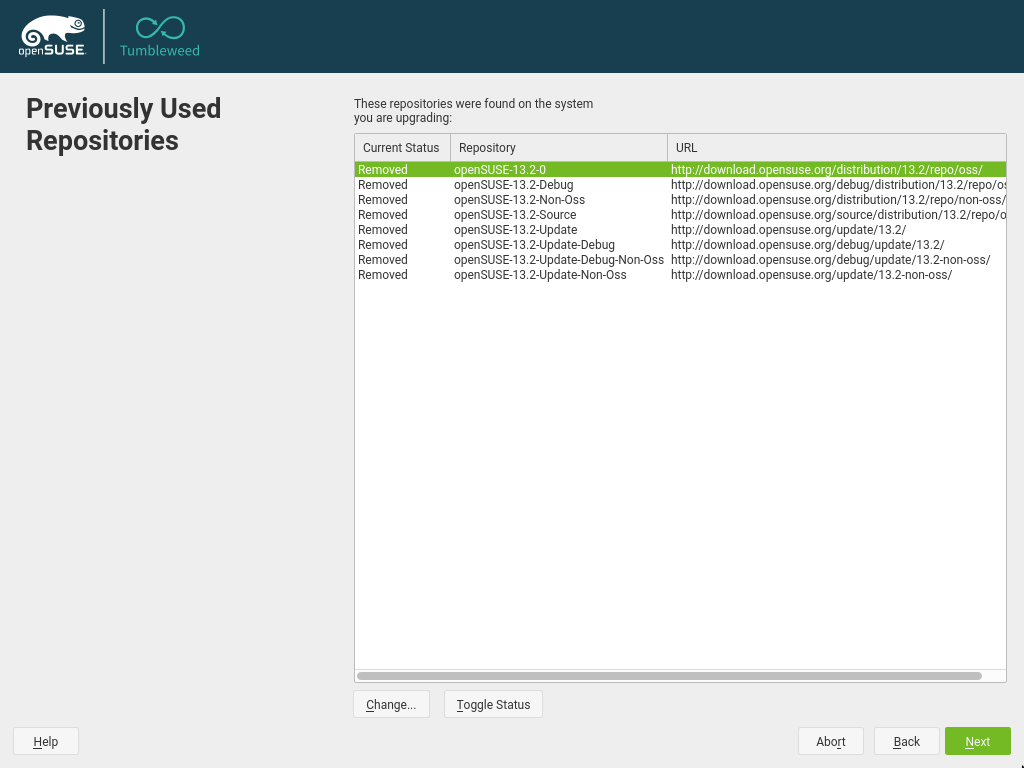 openSUSE
Tumbleweed
Previously Used
Repositories
These repositories were found on the system
you are upgrading:
Current Status Repository URL
Removed openSUSE-13.2-0 http://download.opensuse.org/distribution/13.2/repo/oss/
Removed openSUSE-13.2-Debug http://download.opensuse.org/debug/distribution/13.2/repo/os
Removed openSUSE-13.2-Non-Oss http://download.opensuse.org/distribution/13.2/repo/non-oss/
Removed openSUSE-13.2-Source http://download.opensuse.org/source/distribution/13.2/repo/o
Removed openSUSE-13.2-Update http://download.opensuse.org/update/13.2/
Removed openSUSE-13.2-Update-Debug http://download.opensuse.org/debug/update/13.2/
Removed openSUSE-13.2-Update-Debug-Non-Oss http://download.opensuse.org/debug/update/13.2-non-oss/
Removed openSUSE-13.2-Update-Non-Oss http://download.opensuse.org/update/13.2-non-oss/
Change... Toggle Status
Help Abort Back Next